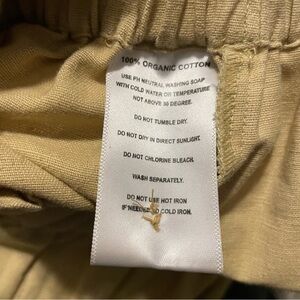 100% ORGANIC COTTON
USE PH NEUTRAL WASHING SOAP
WITH COLD WATER OR TEMPERATURE
NOT ABOVE 30 DEGREE.
DO NOT TUMBLE DRY.
DO NOT DRY IN DIRECT SUNLIGHT.
DO NOT CHLORINE BLEACH.
WASH SEPARATELY.
DO NOT USE HOT IRON
IF NEEDED TO COLD IRON.